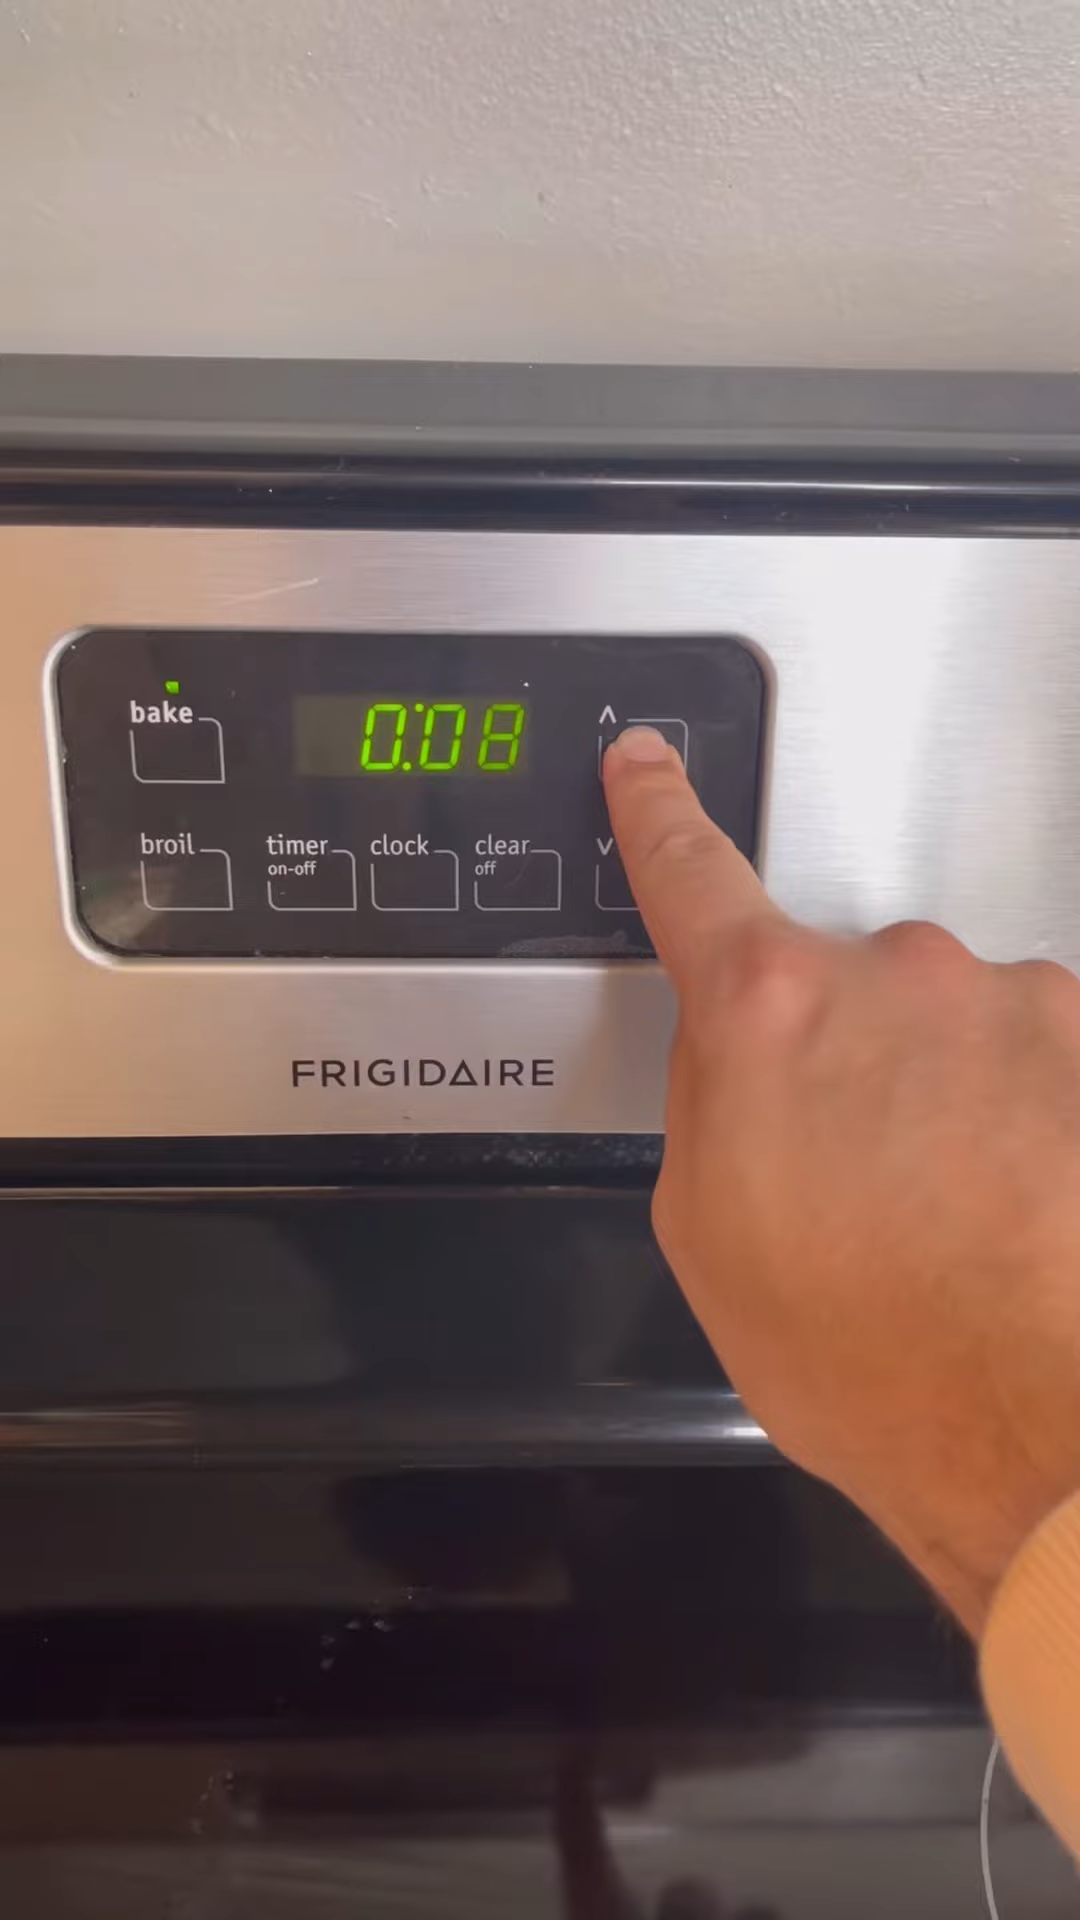 bake
0:08
^
broil
timer
on-off
clock
clear
off
v
FRIGIDAIRE